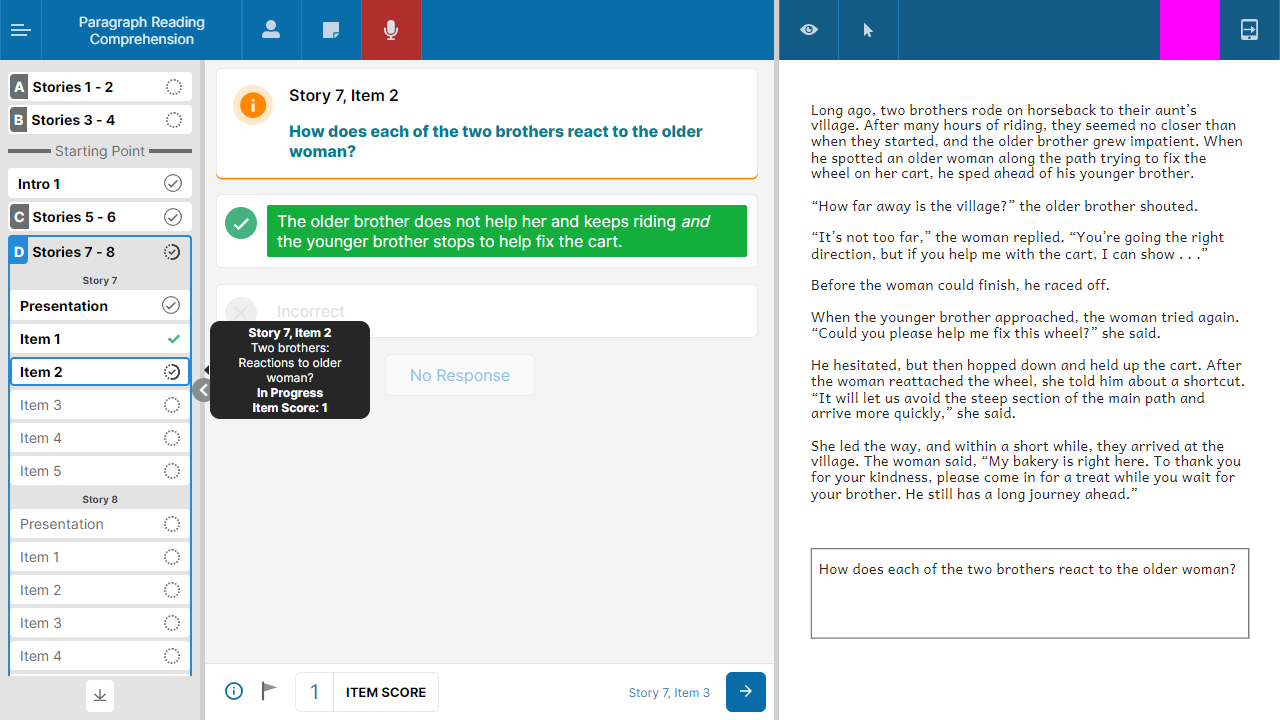 Paragraph Reading
Comprehension
A Stories 1 - 2
B Stories 3 - 4
Starting Point
Intro 1
C Stories 5 - 6
D Stories 7 - 8
Story 7
Presentation
Item 1
Item 2
Item 3
Item 4
Item 5
Story 8
Presentation
Item 1
Item 2
Item 3
Item 4
Story 7, Item 2
How does each of the two brothers react to the older
woman?
The older brother does not help her and keeps riding and
the younger brother stops to help fix the cart.
Incorrect
Story 7, Item 2
Two brothers:
Reactions to older
woman?
In Progress
Item Score: 1
No Response
1 ITEM SCORE
Story 7, Item 3
Long ago, two brothers rode on horseback to their aunt's
village. After many hours of riding, they seemed no closer than
when they started, and the older brother grew impatient. When
he spotted an older woman along the path trying to fix the
wheel on her cart, he sped ahead of his younger brother.
“How far away is the village?” the older brother shouted.
“It's not too far,” the woman replied. “You're going the right
direction, but if you help me with the cart, I can show . . .”
Before the woman could finish, he raced off.
When the younger brother approached, the woman tried again.
“Could you please help me fix this wheel?” she said.
He hesitated, but then hopped down and held up the cart. After
the woman reattached the wheel, she told him about a shortcut.
“It will let us avoid the steep section of the main path and
arrive more quickly,” she said.
She led the way, and within a short while, they arrived at the
village. The woman said, “My bakery is right here. To thank you
for your kindness, please come in for a treat while you wait for
your brother. He still has a long journey ahead.”
How does each of the two brothers react to the older woman?